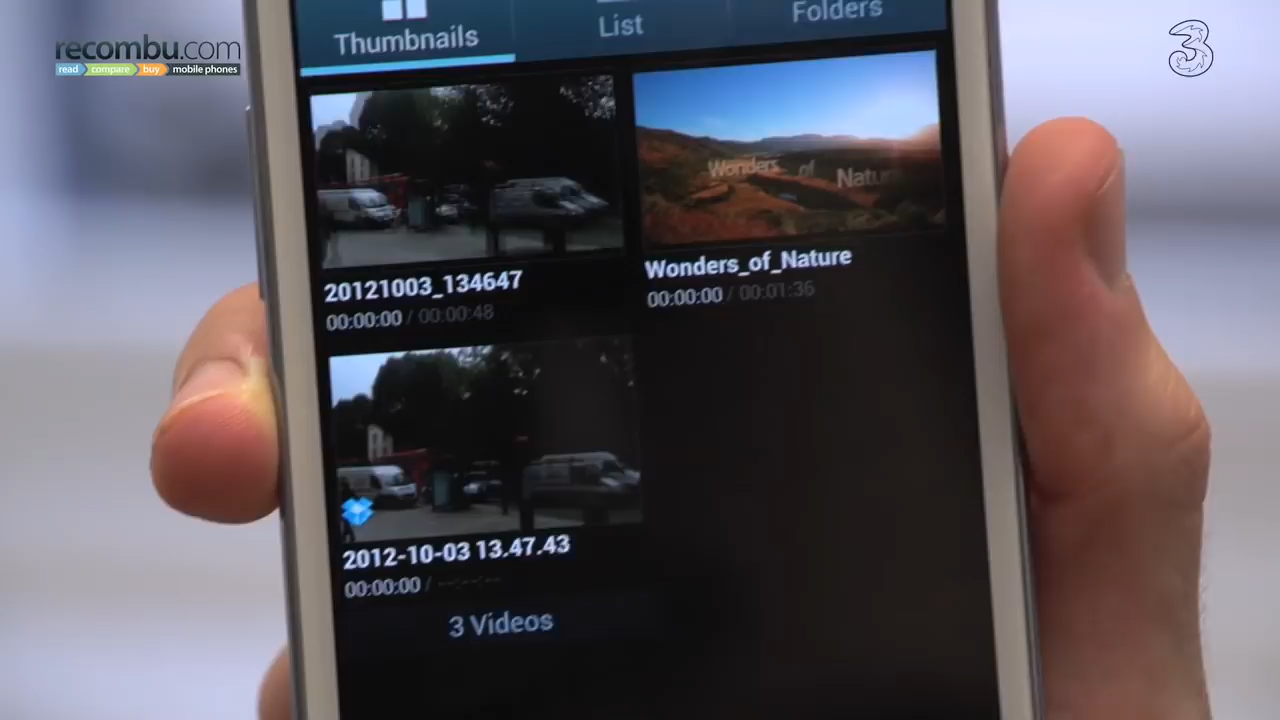 recombu.com
read compare buy mobile phones
3
Thumbnails
List
Folders
Wonders of Nature
20121003_134647
00:00:00 / 00:00:48
Wonders_of_Nature
00:00:00 / 00:01:36
2012-10-03 13.47.43
00:00:00 / --:--:--
3 Videos